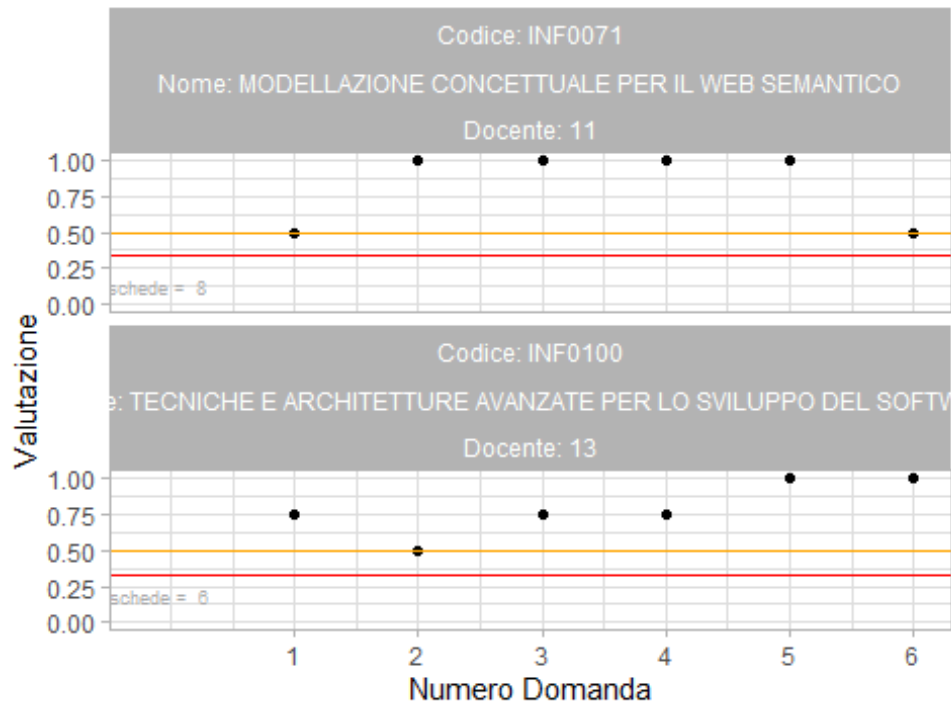 Codice: INF0071
Nome: MODELLAZIONE CONCETTUALE PER IL WEB SEMANTICO
Docente: 11
1.00
0.75
0.50
0.25
0.00
schede = 8
Valutazione
Codice: INF0100
e: TECNICHE E ARCHITETTURE AVANZATE PER LO SVILUPPO DEL SOFTW
Docente: 13
1.00
0.75
0.50
0.25
0.00
schede = 6
1 2 3 4 5 6
Numero Domanda